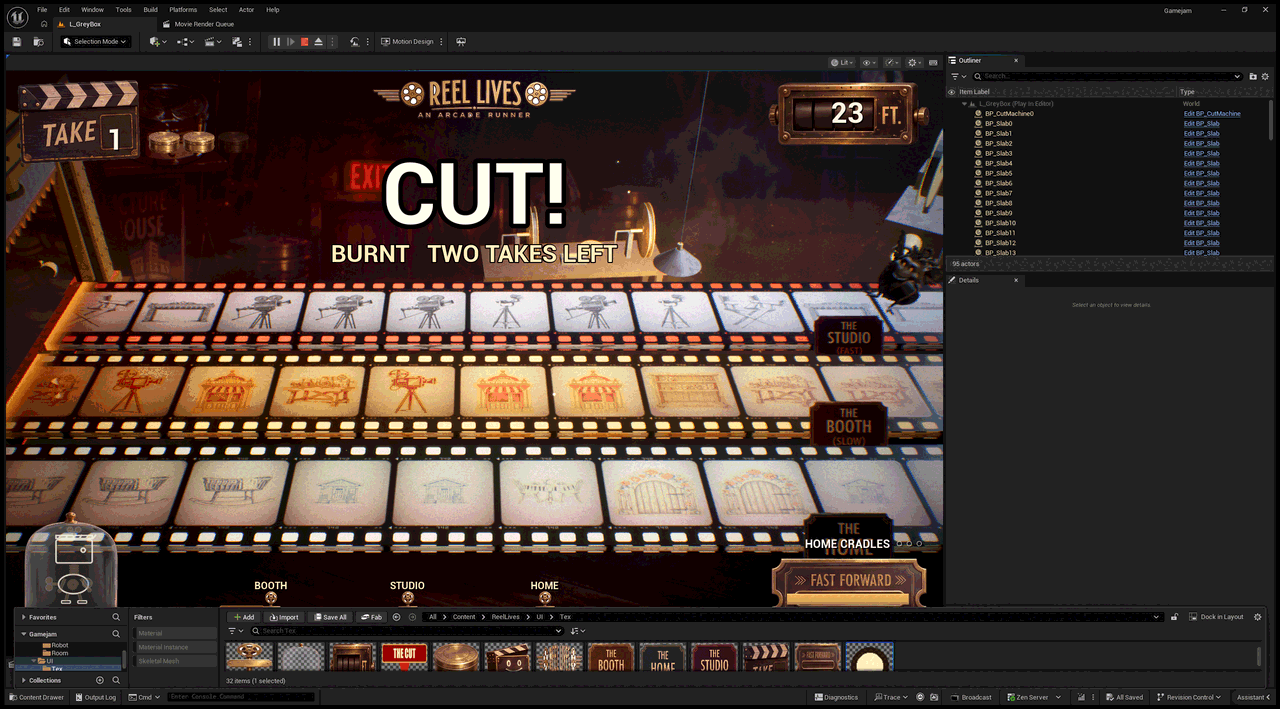 File Edit Window Tools Build Platforms Select Actor Help
Gamejam
L_GreyBox
Movie Render Queue
Selection Mode
Motion Design
Lit
REEL LIVES
AN ARCADE RUNNER
TAKE 1
23 FT.
EXIT
HOUSE
CUT!
BURNT TWO TAKES LEFT
THE
STUDIO
(FAST)
THE
BOOTH
(SLOW)
THE
HOME
HOME CRADLES
FAST FORWARD
BOOTH STUDIO HOME
Outliner
Search...
Item Label Type
L_GreyBox (Play In Editor) World
BP_CutMachine0 Edit BP_CutMachine
BP_Slab0 Edit BP_Slab
BP_Slab1 Edit BP_Slab
BP_Slab2 Edit BP_Slab
BP_Slab3 Edit BP_Slab
BP_Slab4 Edit BP_Slab
BP_Slab5 Edit BP_Slab
BP_Slab6 Edit BP_Slab
BP_Slab7 Edit BP_Slab
BP_Slab8 Edit BP_Slab
BP_Slab9 Edit BP_Slab
BP_Slab10 Edit BP_Slab
BP_Slab11 Edit BP_Slab
BP_Slab12 Edit BP_Slab
BP_Slab13 Edit BP_Slab
95 actors
Details
Select an object to view details.
Favorites
Gamejam
Robot
Room
UI
Tex
Collections
Filters
Material
Material Instance
Skeletal Mesh
Add Import Save All Fab All Content ReelLives UI Tex
Dock in Layout
Search Tex
THE CUT
THE
BOOTH
THE
HOME
THE
STUDIO
TAKE
FAST FORWARD
32 items (1 selected)
Content Drawer Output Log Cmd Enter Console Command
Diagnostics Trace Broadcast Zen Server All Saved Revision Control Assistant